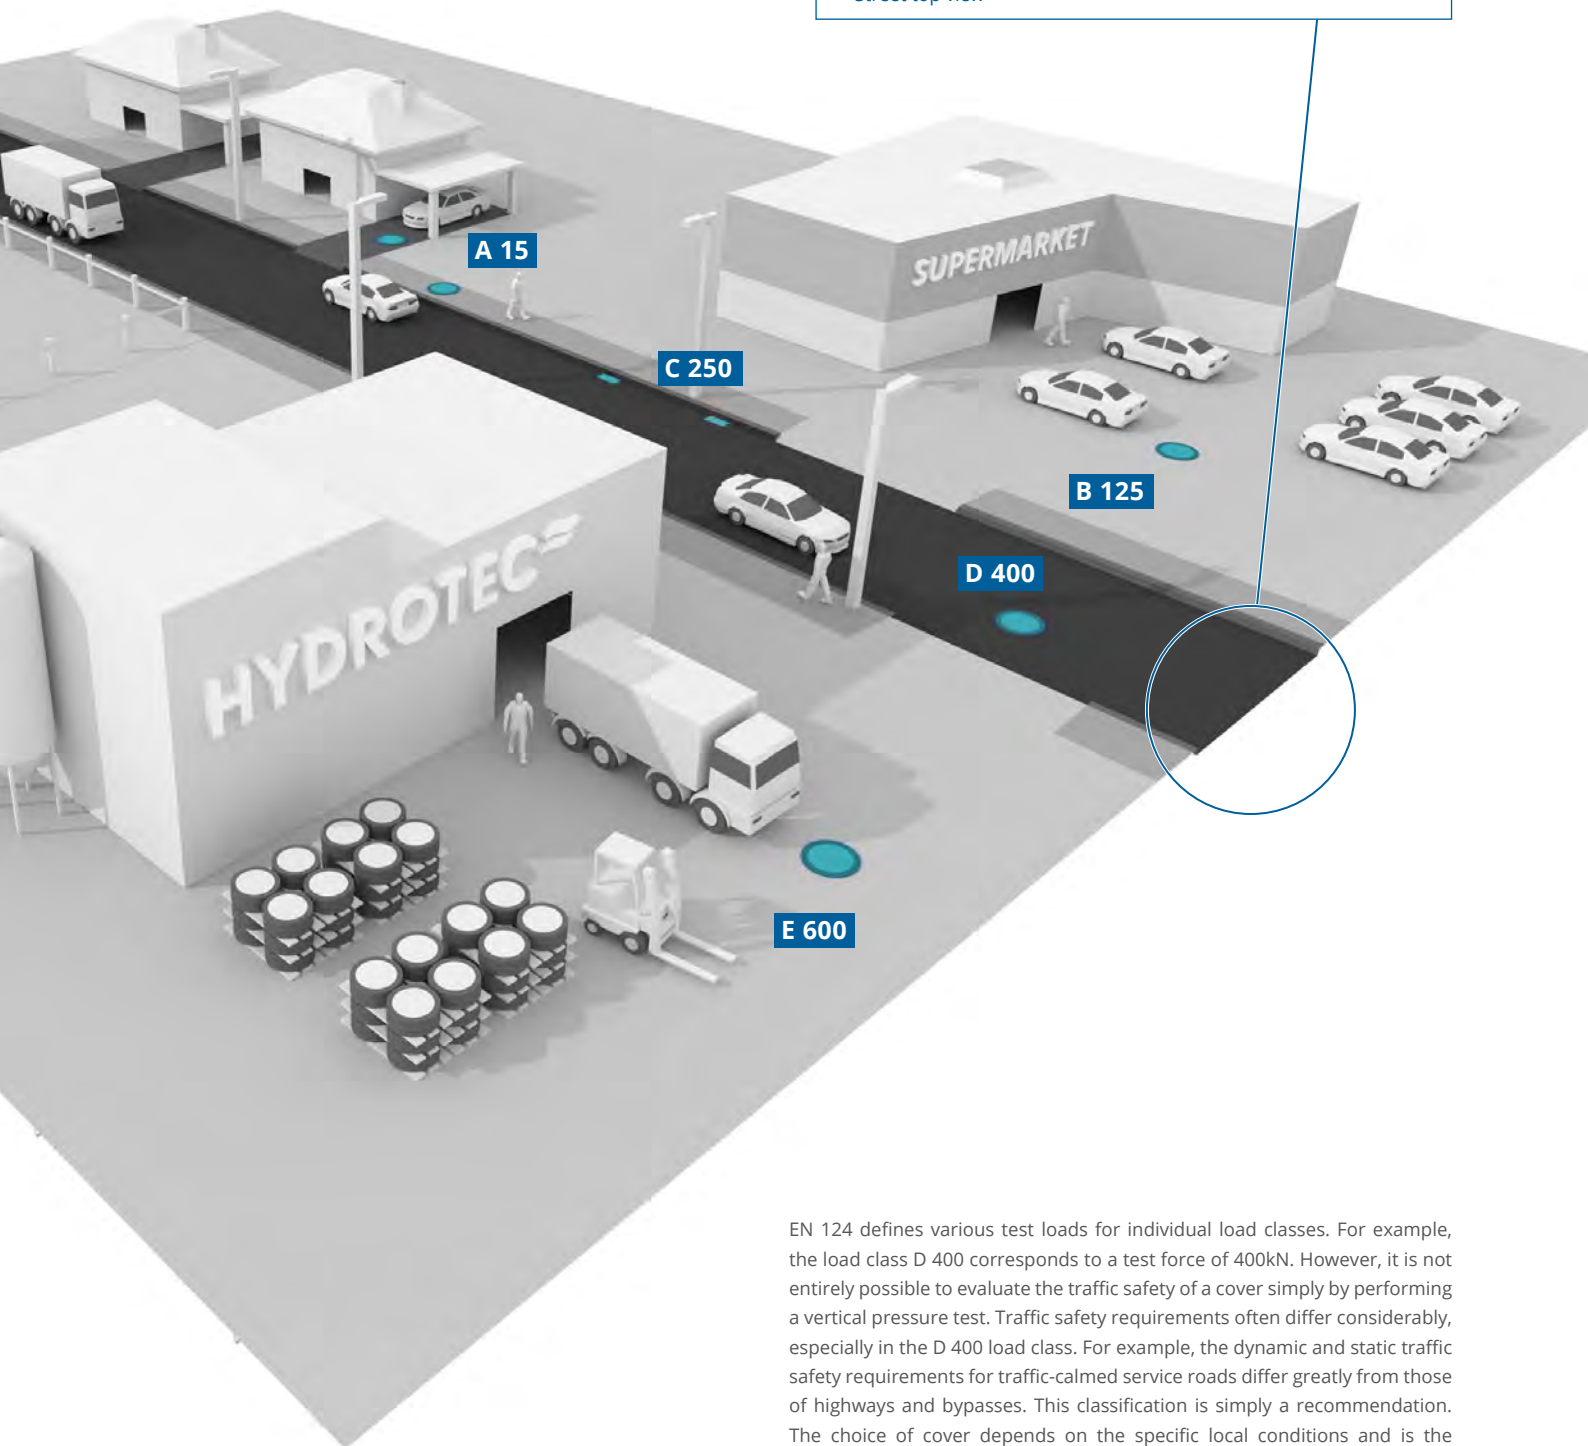 Street top view
A 15
SUPERMARKET
C 250
B 125
D 400
HYDROTEC
E 600
EN 124 defines various test loads for individual load classes. For example,
the load class D 400 corresponds to a test force of 400kN. However, it is not
entirely possible to evaluate the traffic safety of a cover simply by performing
a vertical pressure test. Traffic safety requirements often differ considerably,
especially in the D 400 load class. For example, the dynamic and static traffic
safety requirements for traffic-calmed service roads differ greatly from those
of highways and bypasses. This classification is simply a recommendation.
The choice of cover depends on the specific local conditions and is the